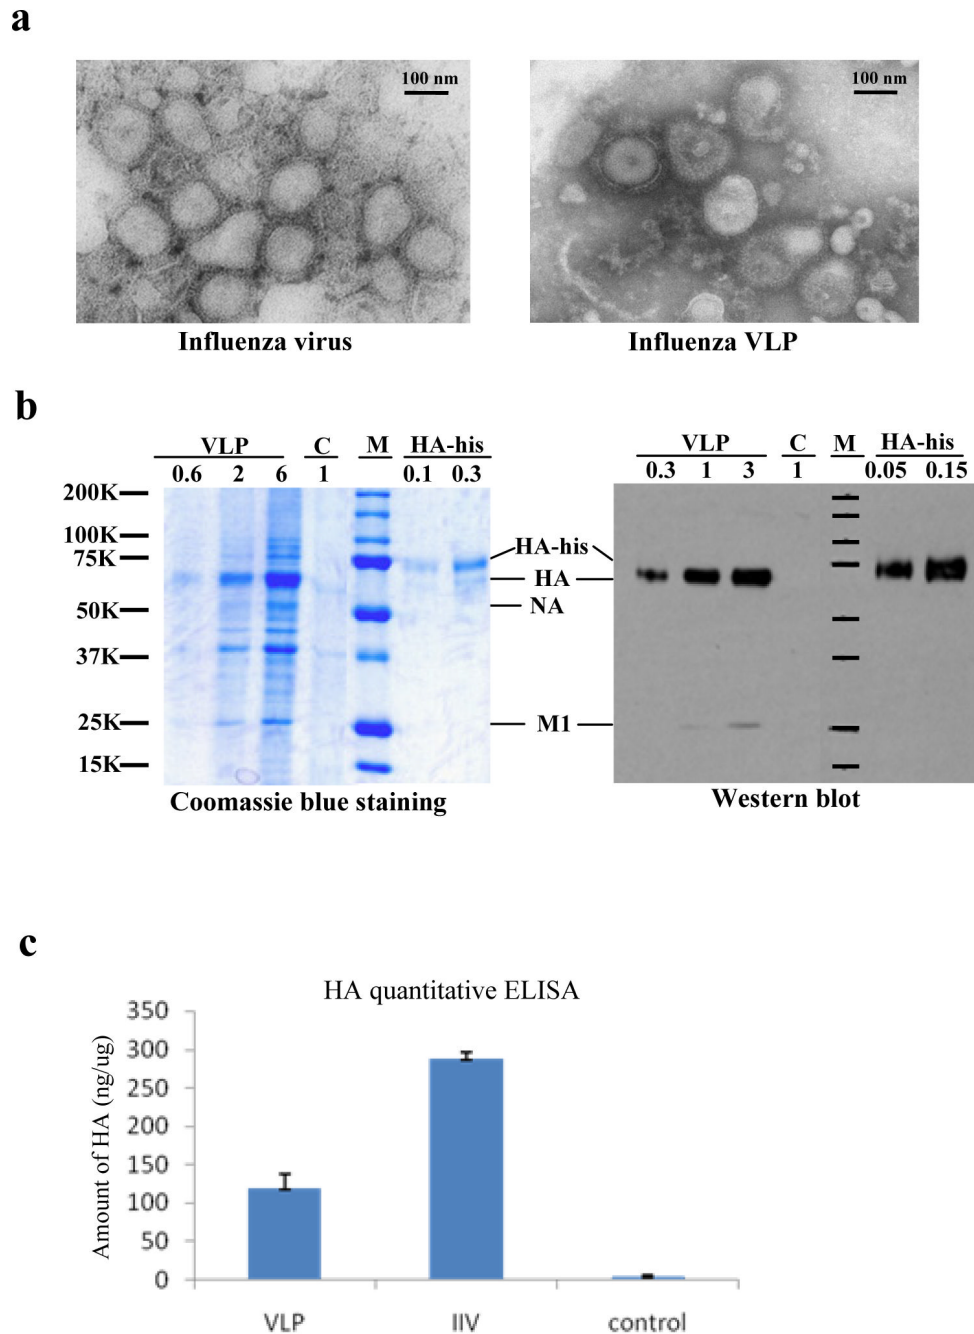 a
100 nm
100 nm
Influenza virus
Influenza VLP
b
VLP C M HA-his
0.6 2 6 1 0.1 0.3
VLP C M HA-his
0.3 1 3 1 0.05 0.15
200K
100K
75K
50K
37K
25K
15K
HA-his
HA
NA
M1
Coomassie blue staining
Western blot
c
HA quantitative ELISA
Amount of HA (ng/ug)
350
300
250
200
150
100
50
0
VLP IIV control